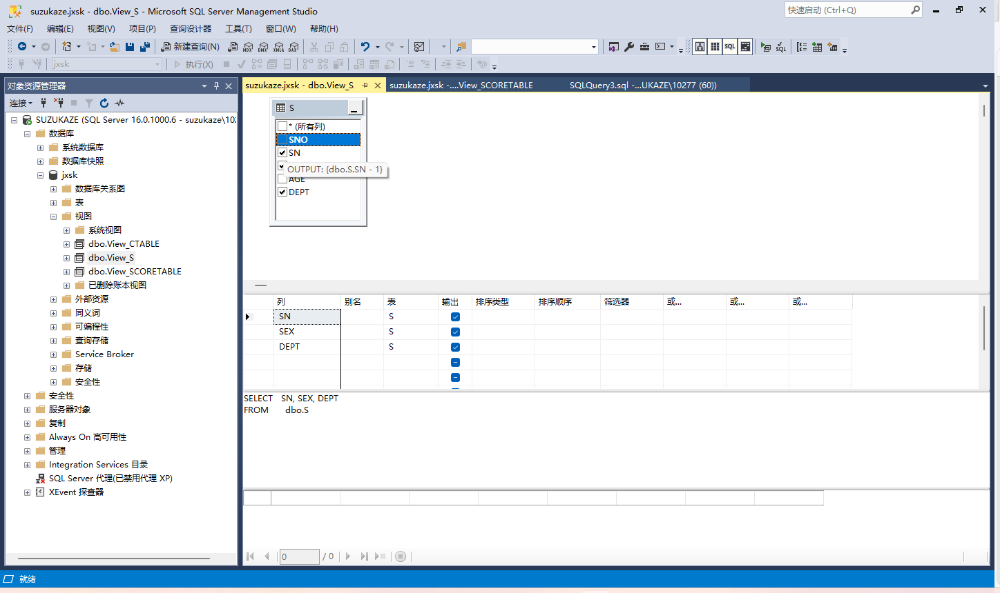 suzukaze.jxsk - dbo.View_S - Microsoft SQL Server Management Studio
快速启动 (Ctrl+Q)
文件(F) 编辑(E) 视图(V) 项目(P) 查询设计器 工具(T) 窗口(W) 帮助(H)
新建查询(N) MDX DMX XMLA DAX SQL SQL
jxsk 执行(X)
对象资源管理器
连接
SUZUKAZE (SQL Server 16.0.1000.6 - suzukaze\102
数据库
系统数据库
数据库快照
jxsk
数据库关系图
表
视图
系统视图
dbo.View_CTABLE
dbo.View_S
dbo.View_SCORETABLE
已删除账本视图
外部资源
同义词
可编程性
查询存储
Service Broker
存储
安全性
安全性
服务器对象
复制
Always On 高可用性
管理
Integration Services 目录
SQL Server 代理(已禁用代理 XP)
XEvent 探查器
suzukaze.jxsk - dbo.View_S
suzukaze.jxsk -....View_SCORETABLE
SQLQuery3.sql -...UKAZE\10277 (60))
S
* (所有列)
SNO
SN
OUTPUT: {dbo.S.SN - 1}
AGE
DEPT
列 别名 表 输出 排序类型 排序顺序 筛选器 或... 或... 或...
SN S
SEX S
DEPT S
SELECT SN, SEX, DEPT
FROM dbo.S
0 / 0
就绪